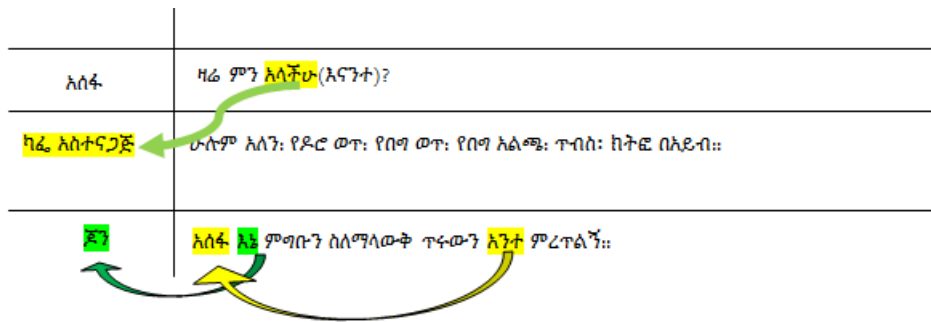 አሰፋ ዛሬ ምን አላችሁ(እናንተ)?
ካፌ አስተናጋጅ ሁሉም አለን፡ የዶሮ ወጥ፡ የበግ ወጥ፡ የበግ አልጫ፡ ጥብስ፡ ክትፎ በአይብ።
ጆን አሰፋ እኔ ምግቡን ስለማላውቅ ጥሩውን አንተ ምረጥልኝ።